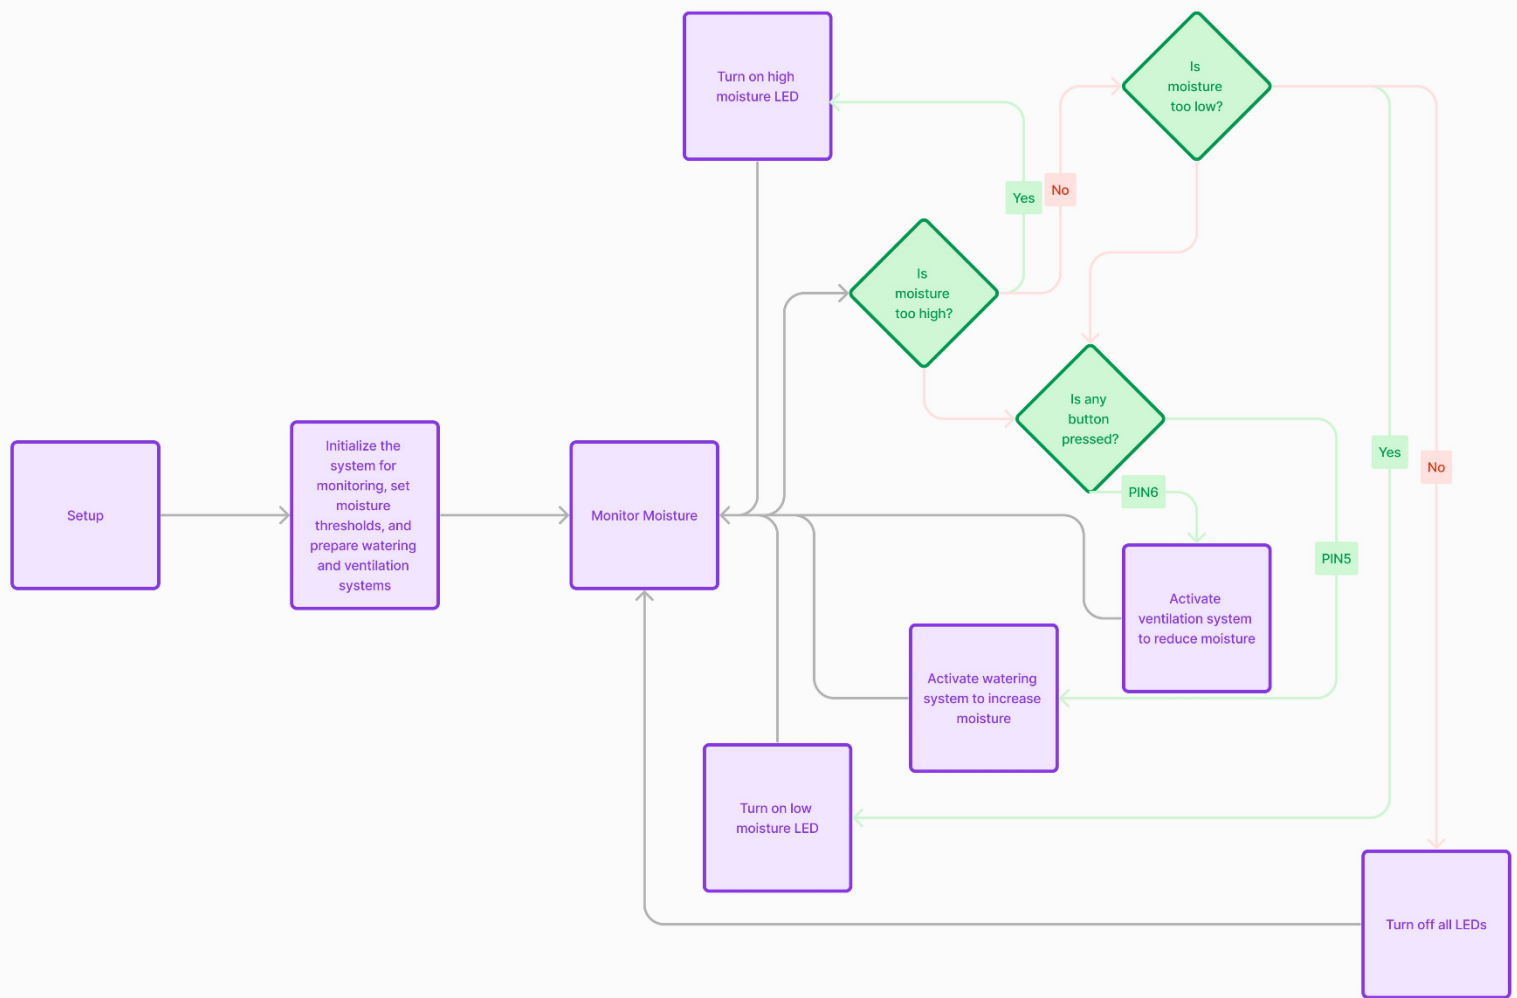 Turn on high
moisture LED
Is
moisture
too low?
Yes
No
Is
moisture
too high?
Is any
button
pressed?
Setup
Initialize the
system for
monitoring, set
moisture
thresholds, and
prepare watering
and ventilation
systems
Monitor Moisture
PIN6
Yes
No
PIN5
Activate
ventilation system
to reduce moisture
Activate watering
system to increase
moisture
Turn on low
moisture LED
Turn off all LEDs